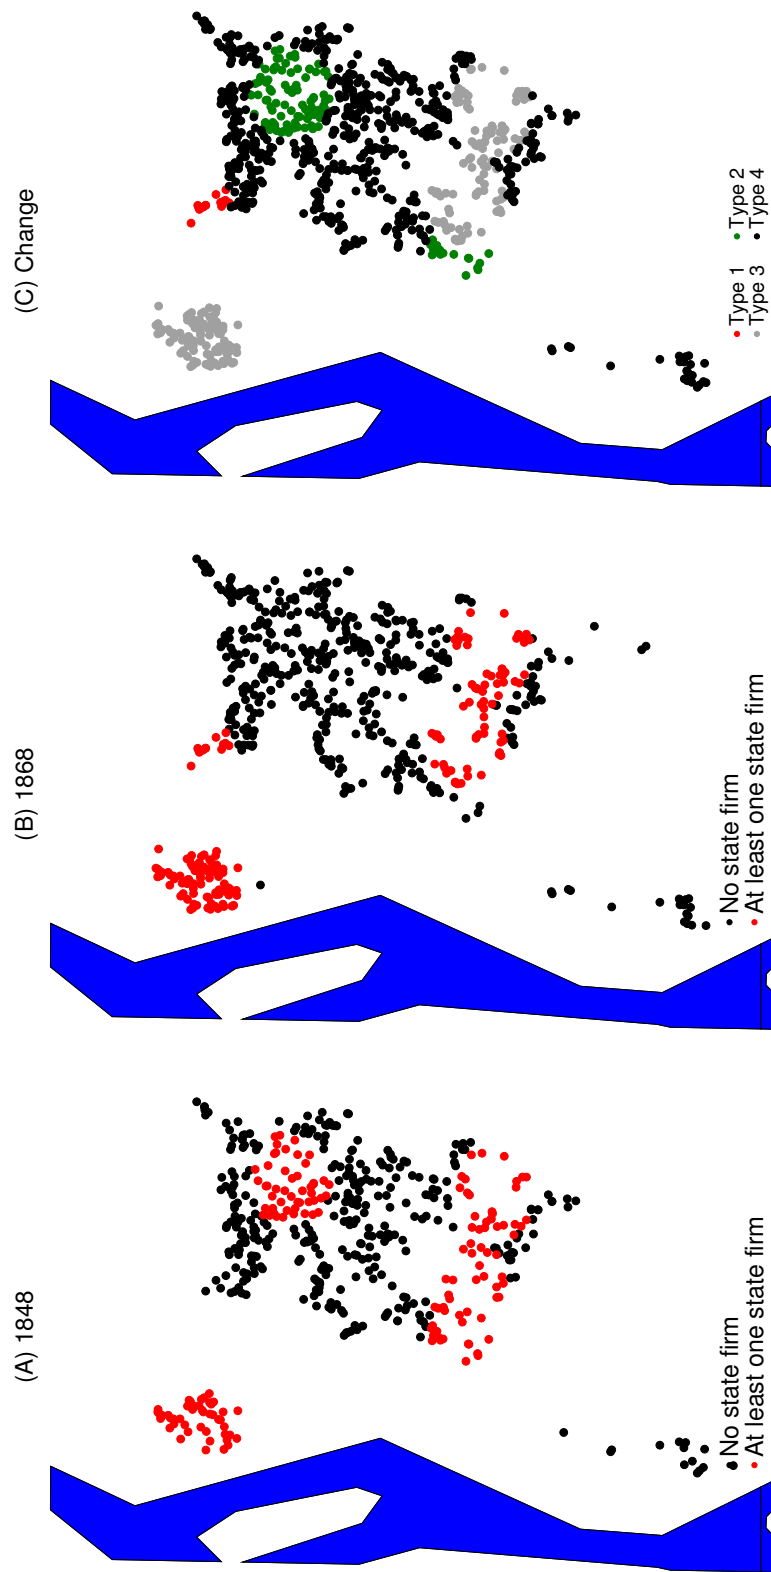 (A) 1848
No state firm
At least one state firm
(B) 1868
No state firm
At least one state firm
(C) Change
Type 1 Type 2
Type 3 Type 4